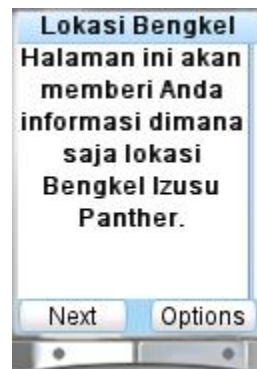 Lokasi Bengkel
Halaman ini akan
memberi Anda
informasi dimana
saja lokasi
Bengkel Izusu
Panther.
Next Options